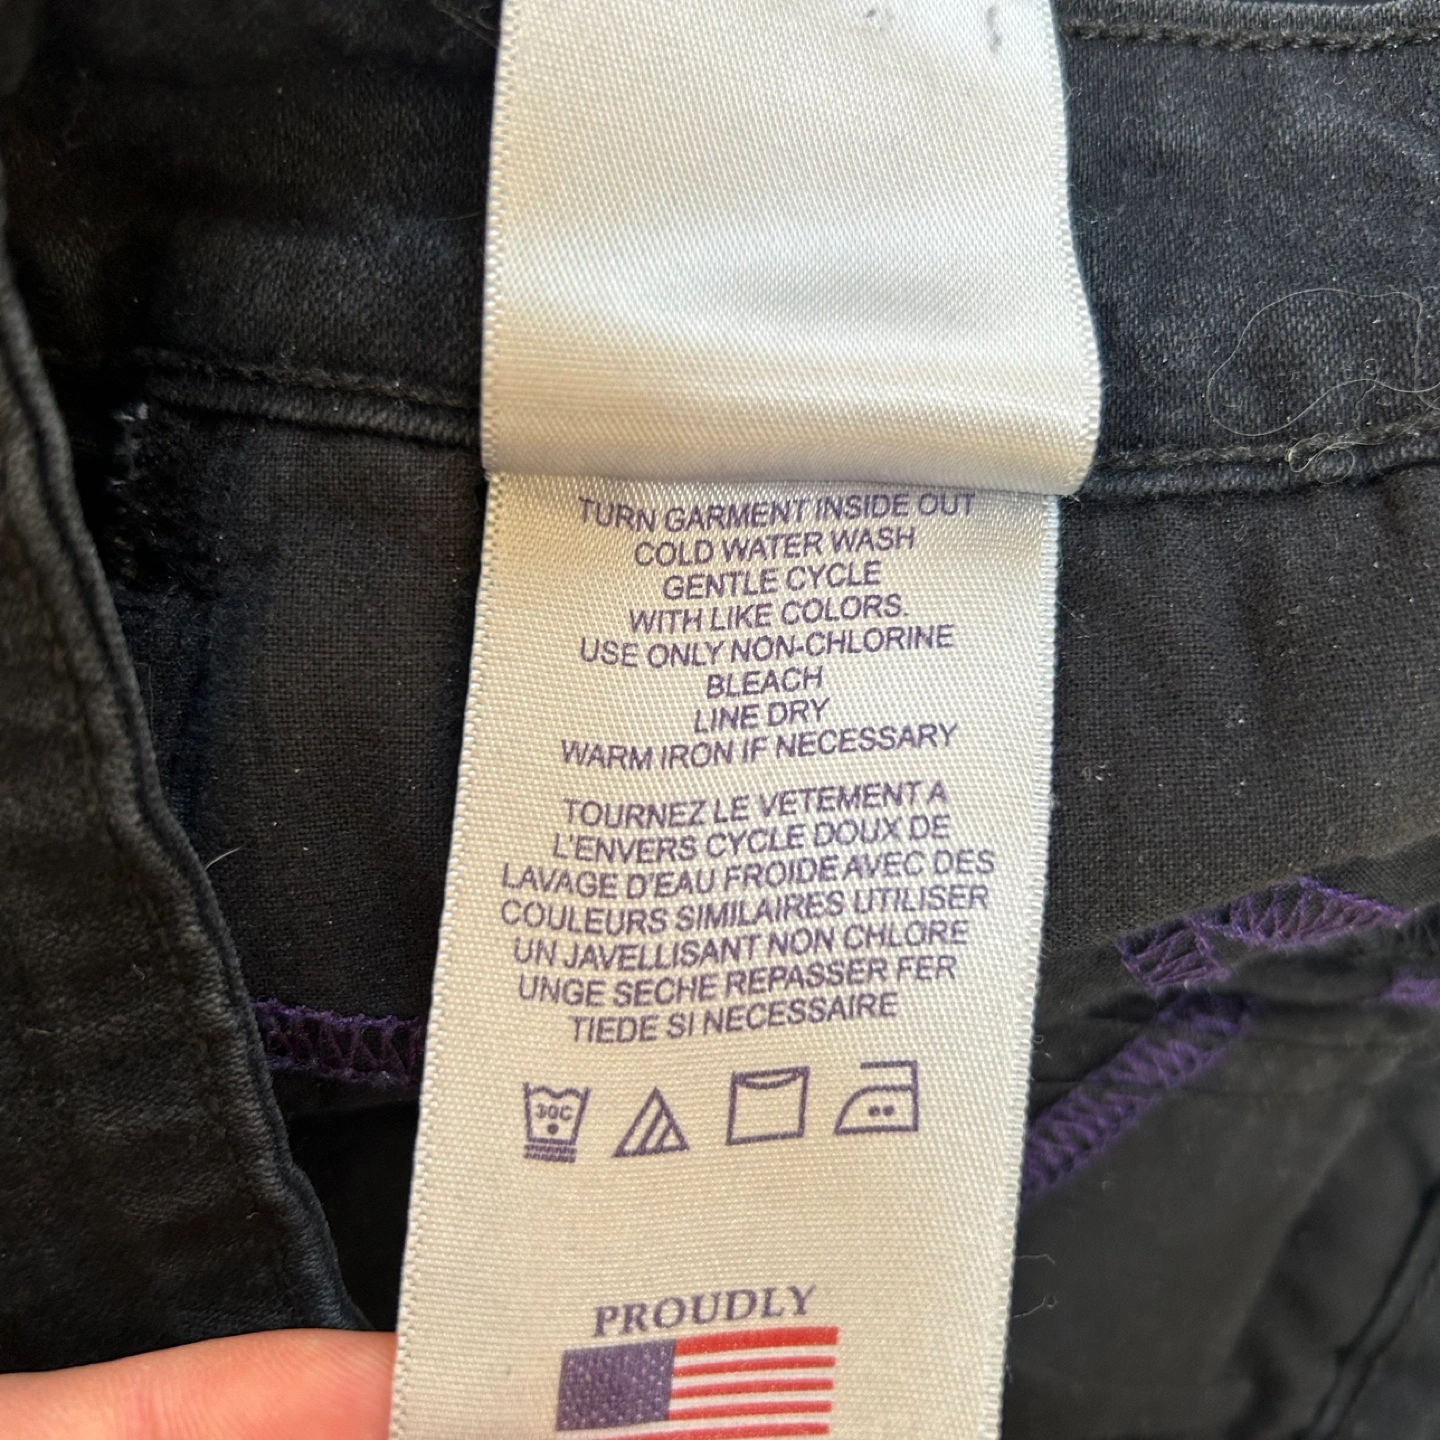 TURN GARMENT INSIDE OUT
COLD WATER WASH
GENTLE CYCLE
WITH LIKE COLORS.
USE ONLY NON-CHLORINE
BLEACH
LINE DRY
WARM IRON IF NECESSARY
TOURNEZ LE VETEMENT A
L'ENVERS CYCLE DOUX DE
LAVAGE D'EAU FROIDE AVEC DES
COULEURS SIMILAIRES UTILISER
UN JAVELLISANT NON CHLORE
UNGE SECHE REPASSER FER
TIEDE SI NECESSAIRE
30C
PROUDLY